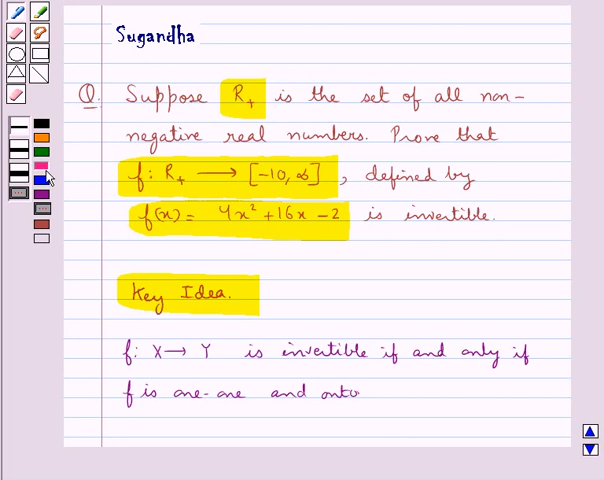 Sugandha
Q. Suppose R₊ is the set of all non-
negative real numbers. Prove that
f: R₊ ⟶ [-10, ∞], defined by
f(x) = 4x² + 16x - 2 is invertible.
Key Idea.
f: X → Y is invertible if and only if
f is one-one and onto